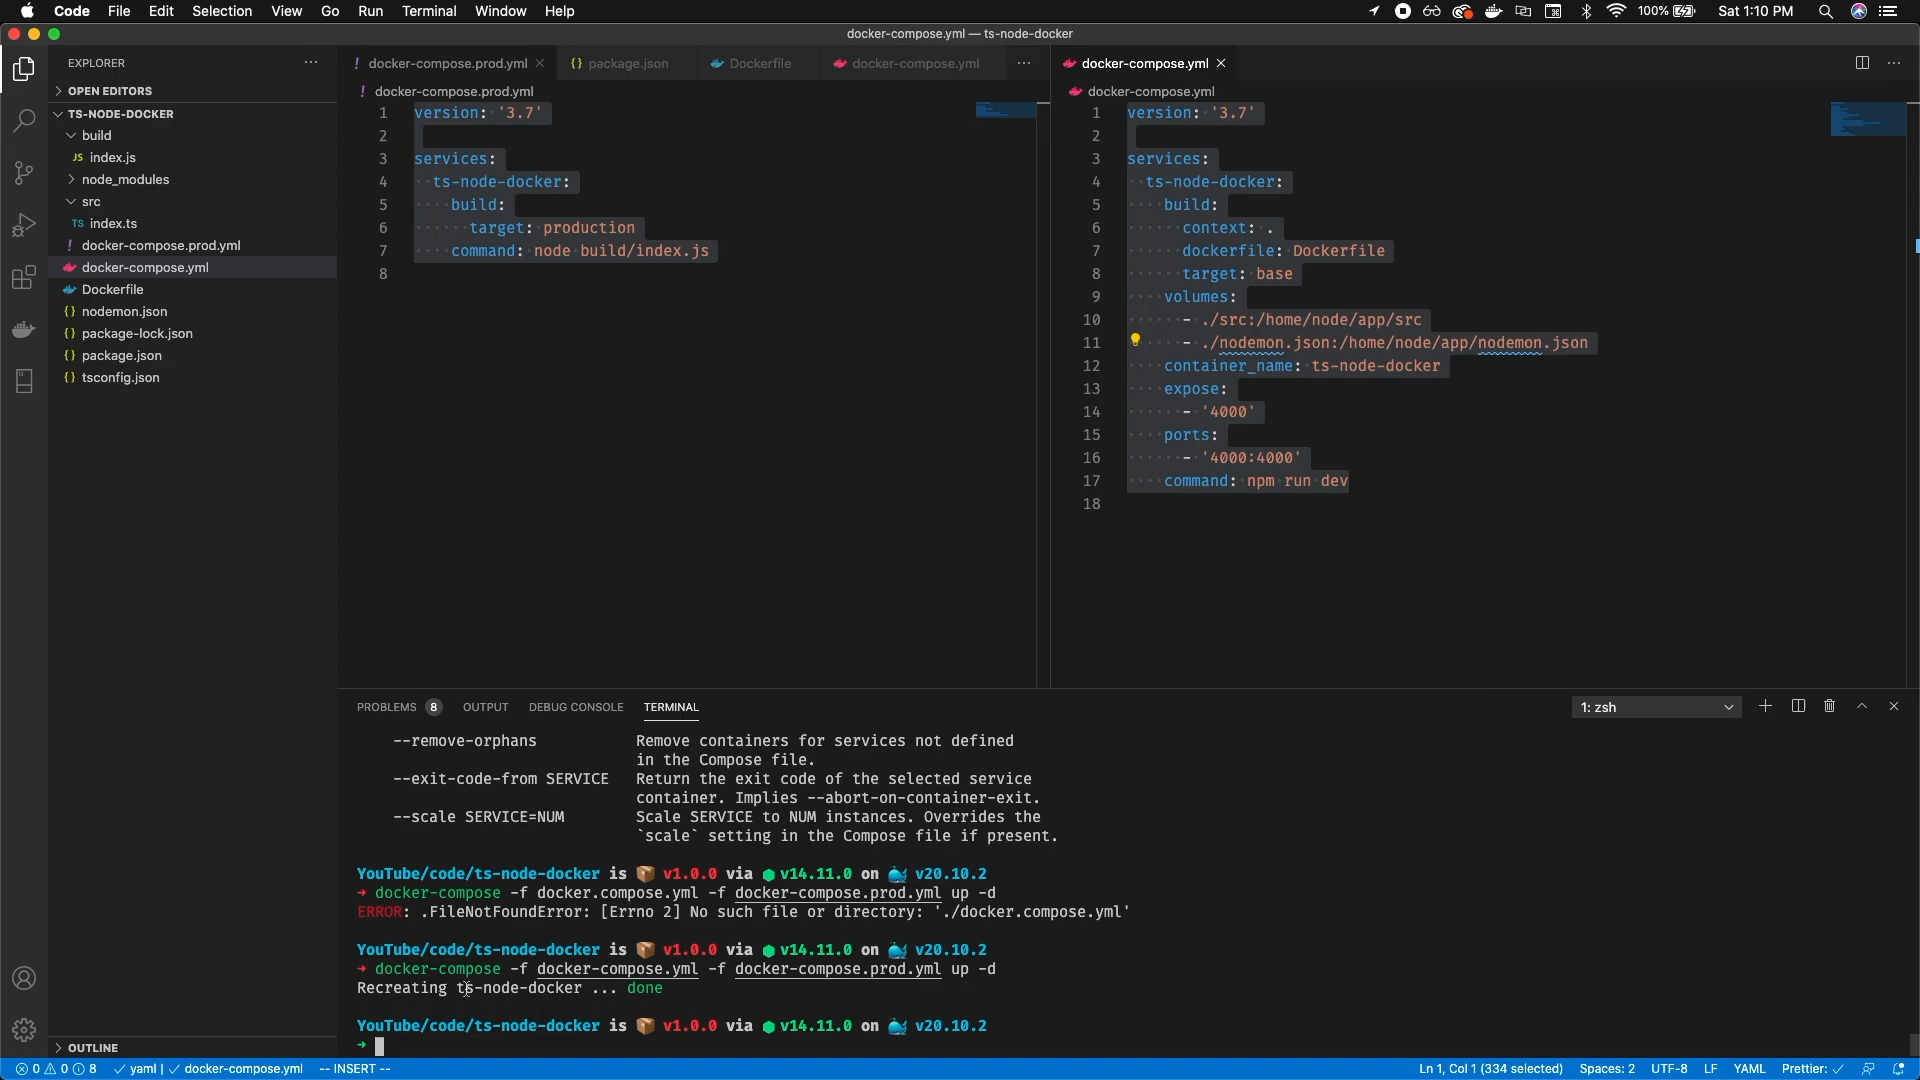 Code File Edit Selection View Go Run Terminal Window Help
100% Sat 1:10 PM
docker-compose.yml — ts-node-docker
EXPLORER
OPEN EDITORS
TS-NODE-DOCKER
build
JS index.js
node_modules
src
TS index.ts
! docker-compose.prod.yml
docker-compose.yml
Dockerfile
{} nodemon.json
{} package-lock.json
{} package.json
{} tsconfig.json
OUTLINE
! docker-compose.prod.yml {} package.json Dockerfile docker-compose.yml
! docker-compose.prod.yml
1 version: '3.7'
2
3 services:
4 ts-node-docker:
5 build:
6 target: production
7 command: node build/index.js
8
docker-compose.yml
docker-compose.yml
1 version: '3.7'
2
3 services:
4 ts-node-docker:
5 build:
6 context: .
7 dockerfile: Dockerfile
8 target: base
9 volumes:
10 - ./src:/home/node/app/src
11 - ./nodemon.json:/home/node/app/nodemon.json
12 container_name: ts-node-docker
13 expose:
14 - '4000'
15 ports:
16 - '4000:4000'
17 command: npm run dev
18
PROBLEMS 8 OUTPUT DEBUG CONSOLE TERMINAL
1: zsh
--remove-orphans Remove containers for services not defined
in the Compose file.
--exit-code-from SERVICE Return the exit code of the selected service
container. Implies --abort-on-container-exit.
--scale SERVICE=NUM Scale SERVICE to NUM instances. Overrides the
`scale` setting in the Compose file if present.
YouTube/code/ts-node-docker is 📦 v1.0.0 via ⬢ v14.11.0 on 🐳 v20.10.2
→ docker-compose -f docker.compose.yml -f docker-compose.prod.yml up -d
ERROR: .FileNotFoundError: [Errno 2] No such file or directory: './docker.compose.yml'
YouTube/code/ts-node-docker is 📦 v1.0.0 via ⬢ v14.11.0 on 🐳 v20.10.2
→ docker-compose -f docker-compose.yml -f docker-compose.prod.yml up -d
Recreating ts-node-docker ... done
YouTube/code/ts-node-docker is 📦 v1.0.0 via ⬢ v14.11.0 on 🐳 v20.10.2
→
0 0 8 yaml | docker-compose.yml -- INSERT --
Ln 1, Col 1 (334 selected) Spaces: 2 UTF-8 LF YAML Prettier: ✓